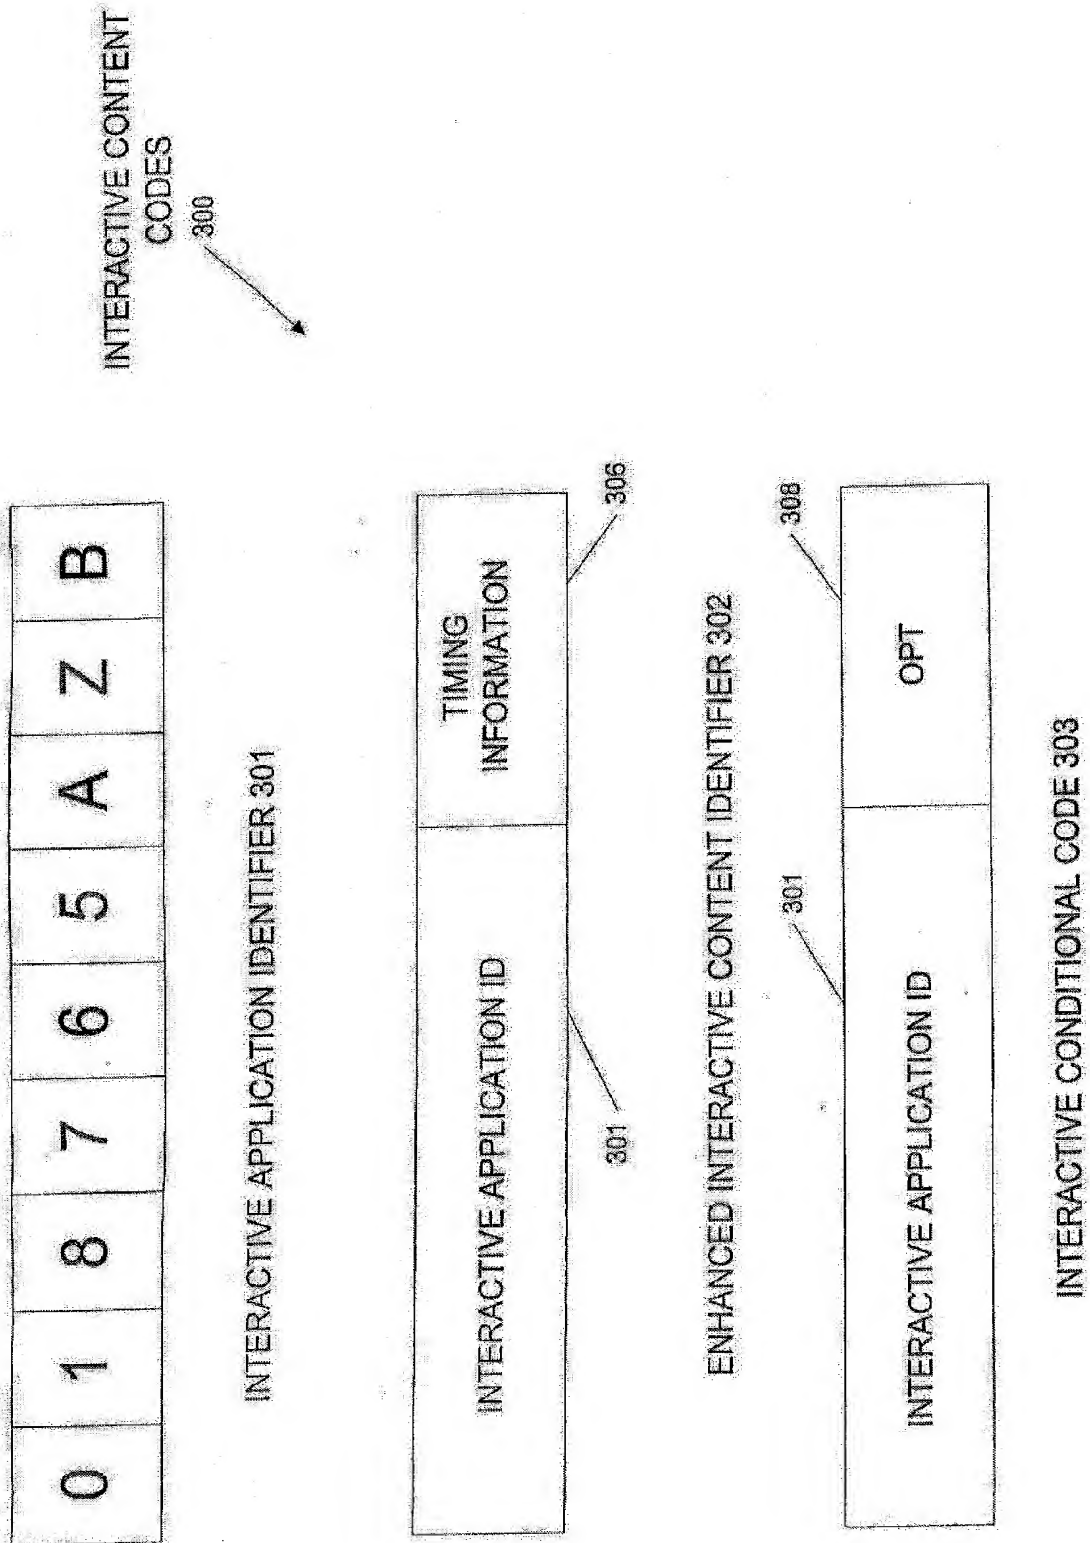 INTERACTIVE CONTENT
CODES
300
0 1 8 7 6 5 A Z B
INTERACTIVE APPLICATION IDENTIFIER 301
INTERACTIVE APPLICATION ID
TIMING
INFORMATION
301
306
ENHANCED INTERACTIVE CONTENT IDENTIFIER 302
301
308
INTERACTIVE APPLICATION ID
OPT
INTERACTIVE CONDITIONAL CODE 303